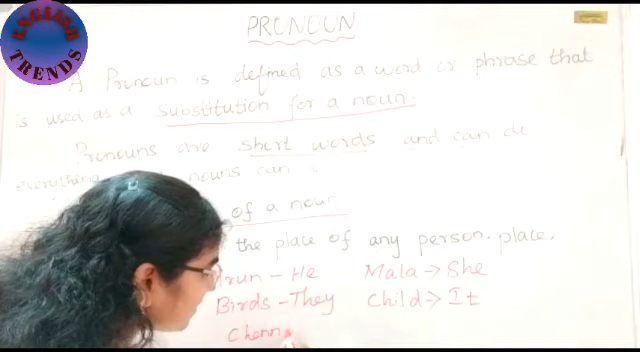 ENGLISH TRENDS
PRONOUN
A Pronoun is defined as a word or phrase that
is used as a substitution for a noun.
Pronouns are short words and can do
everything nouns can
of a noun
the place of any person, place,
– He Mala → She
Birds – They Child → It